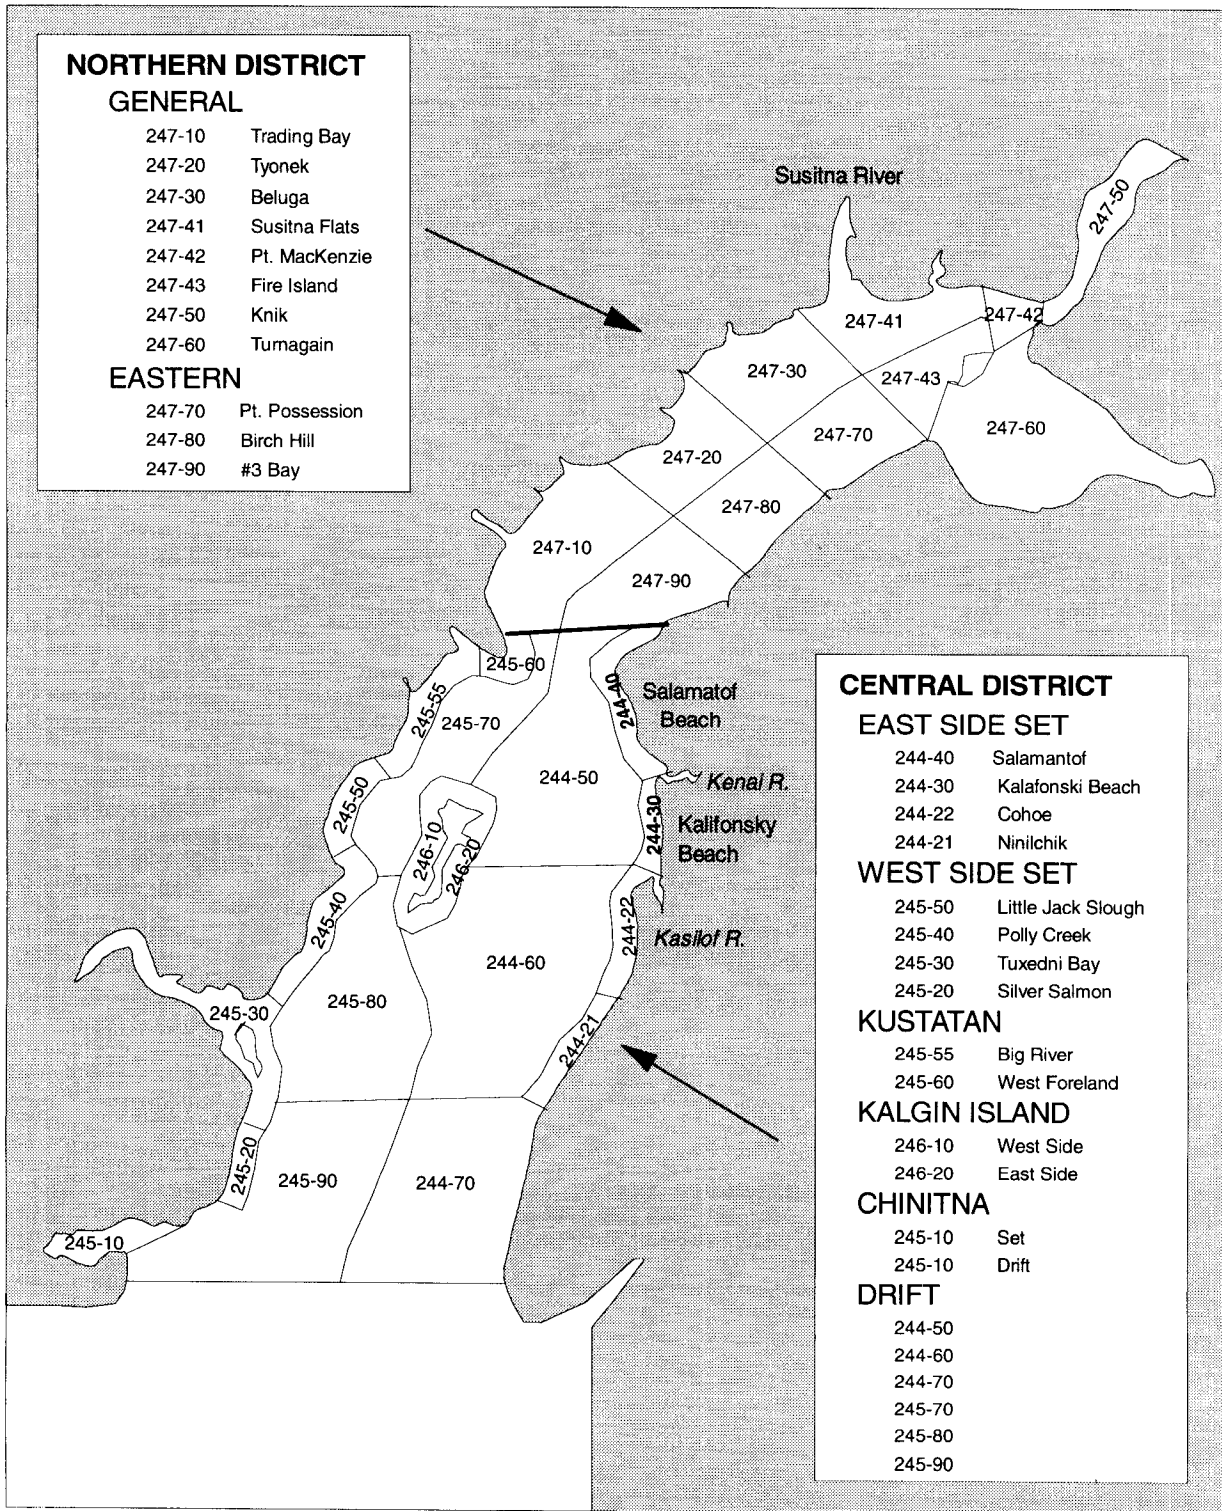 NORTHERN DISTRICT
GENERAL
247-10 Trading Bay
247-20 Tyonek
247-30 Beluga
247-41 Susitna Flats
247-42 Pt. MacKenzie
247-43 Fire Island
247-50 Knik
247-60 Turnagain
EASTERN
247-70 Pt. Possession
247-80 Birch Hill
247-90 #3 Bay
Susitna River
247-50
247-41
247-42
247-30
247-43
247-60
247-70
247-20
247-80
247-10
247-90
245-60
244-40
Salamatof
Beach
245-55
245-70
244-50
Kenai R.
245-50
244-30
Kalifonsky
Beach
246-10
246-20
245-40
244-22
Kasilof R.
244-60
245-80
245-30
244-21
245-20
245-90
244-70
245-10
CENTRAL DISTRICT
EAST SIDE SET
244-40 Salamantof
244-30 Kalafonski Beach
244-22 Cohoe
244-21 Ninilchik
WEST SIDE SET
245-50 Little Jack Slough
245-40 Polly Creek
245-30 Tuxedni Bay
245-20 Silver Salmon
KUSTATAN
245-55 Big River
245-60 West Foreland
KALGIN ISLAND
246-10 West Side
246-20 East Side
CHINITNA
245-10 Set
245-10 Drift
DRIFT
244-50
244-60
244-70
245-70
245-80
245-90